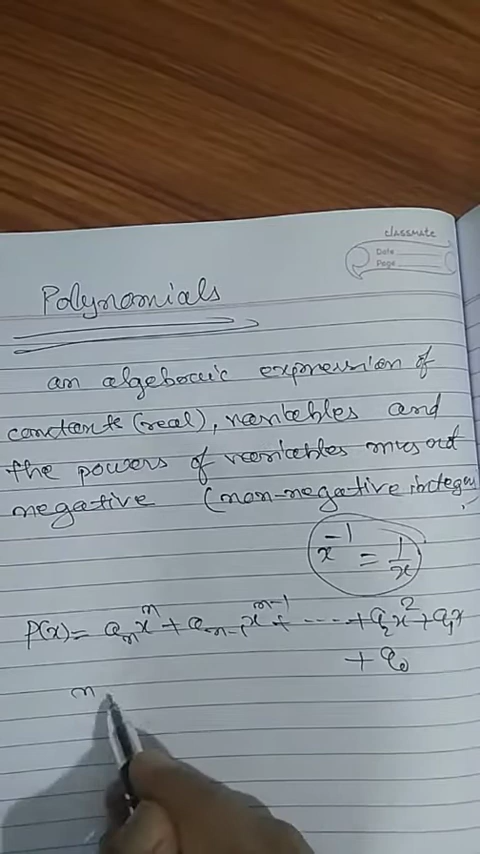 classmate
Date
Page
Polynomials
an algebraic expression of
constants (real), variables and
the powers of variables must not
negative (non-negative integer,
x⁻¹ = 1/x
P(x) = aₙxⁿ + aₙ₋₁xⁿ⁻¹ + ---- + a₂x² + a₁x
+ a₀
n